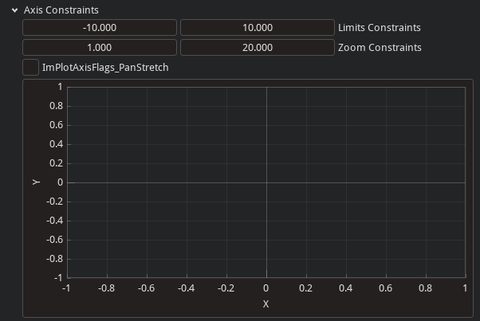 Axis Constraints
-10.000 10.000 Limits Constraints
1.000 20.000 Zoom Constraints
ImPlotAxisFlags_PanStretch
1
0.8
0.6
0.4
0.2
Y 0
-0.2
-0.4
-0.6
-0.8
-1
-1 -0.8 -0.6 -0.4 -0.2 0 0.2 0.4 0.6 0.8 1
X